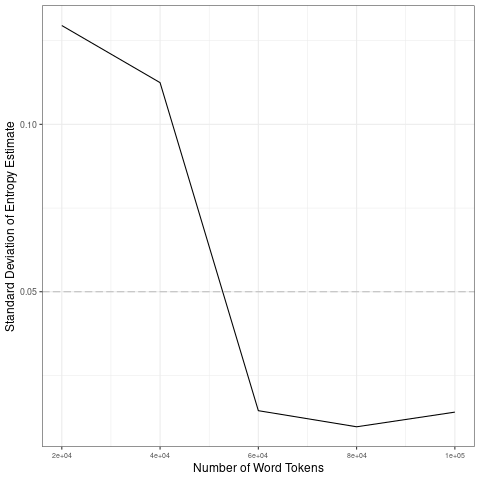 Standard Deviation of Entropy Estimate
0.10
0.05
2e+04 4e+04 6e+04 8e+04 1e+05
Number of Word Tokens